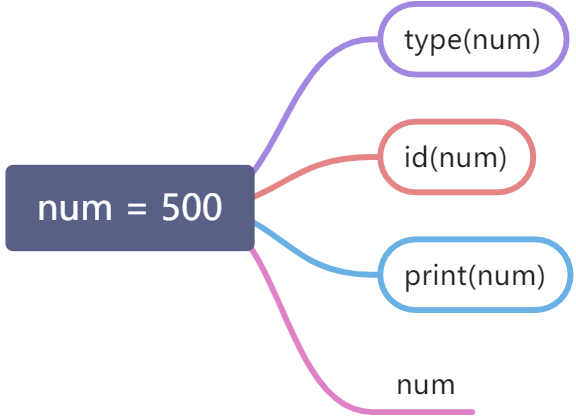 num = 500
type(num)
id(num)
print(num)
num